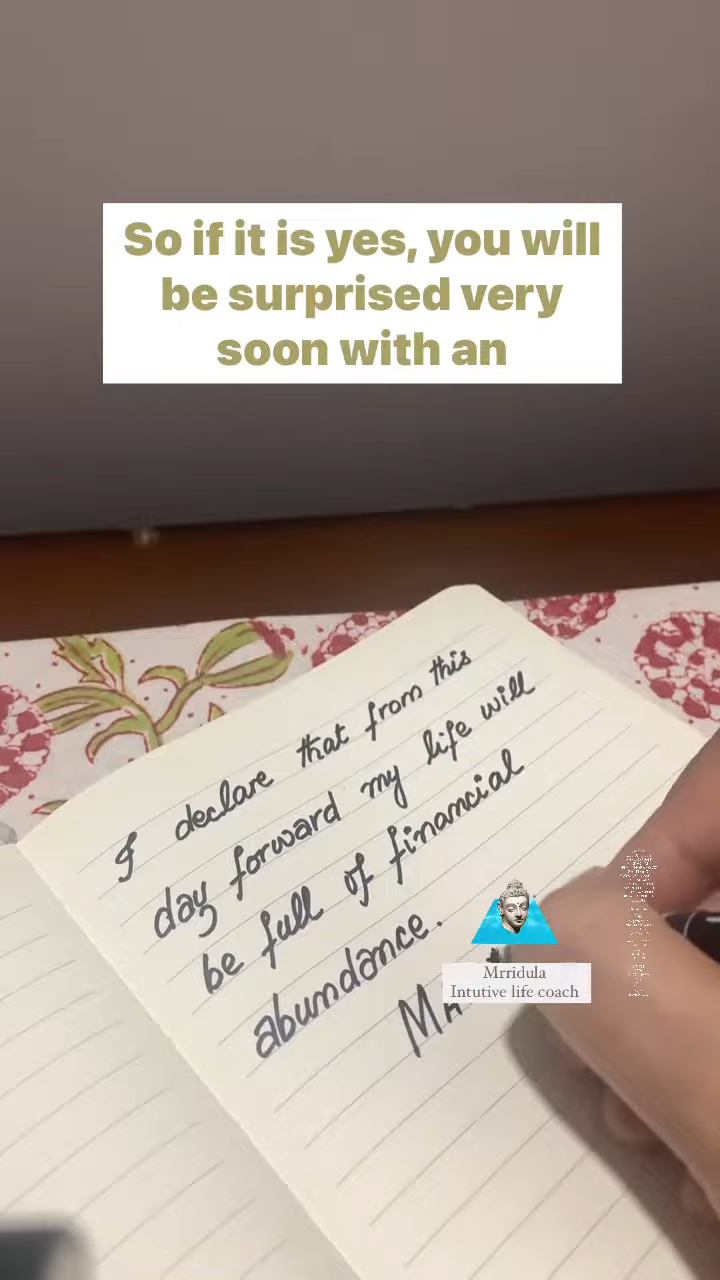 So if it is yes, you will
be surprised very
soon with an
I declare that from this
day forward my life will
be full of financial
abundance.
MA
Mrridula
Intutive life coach